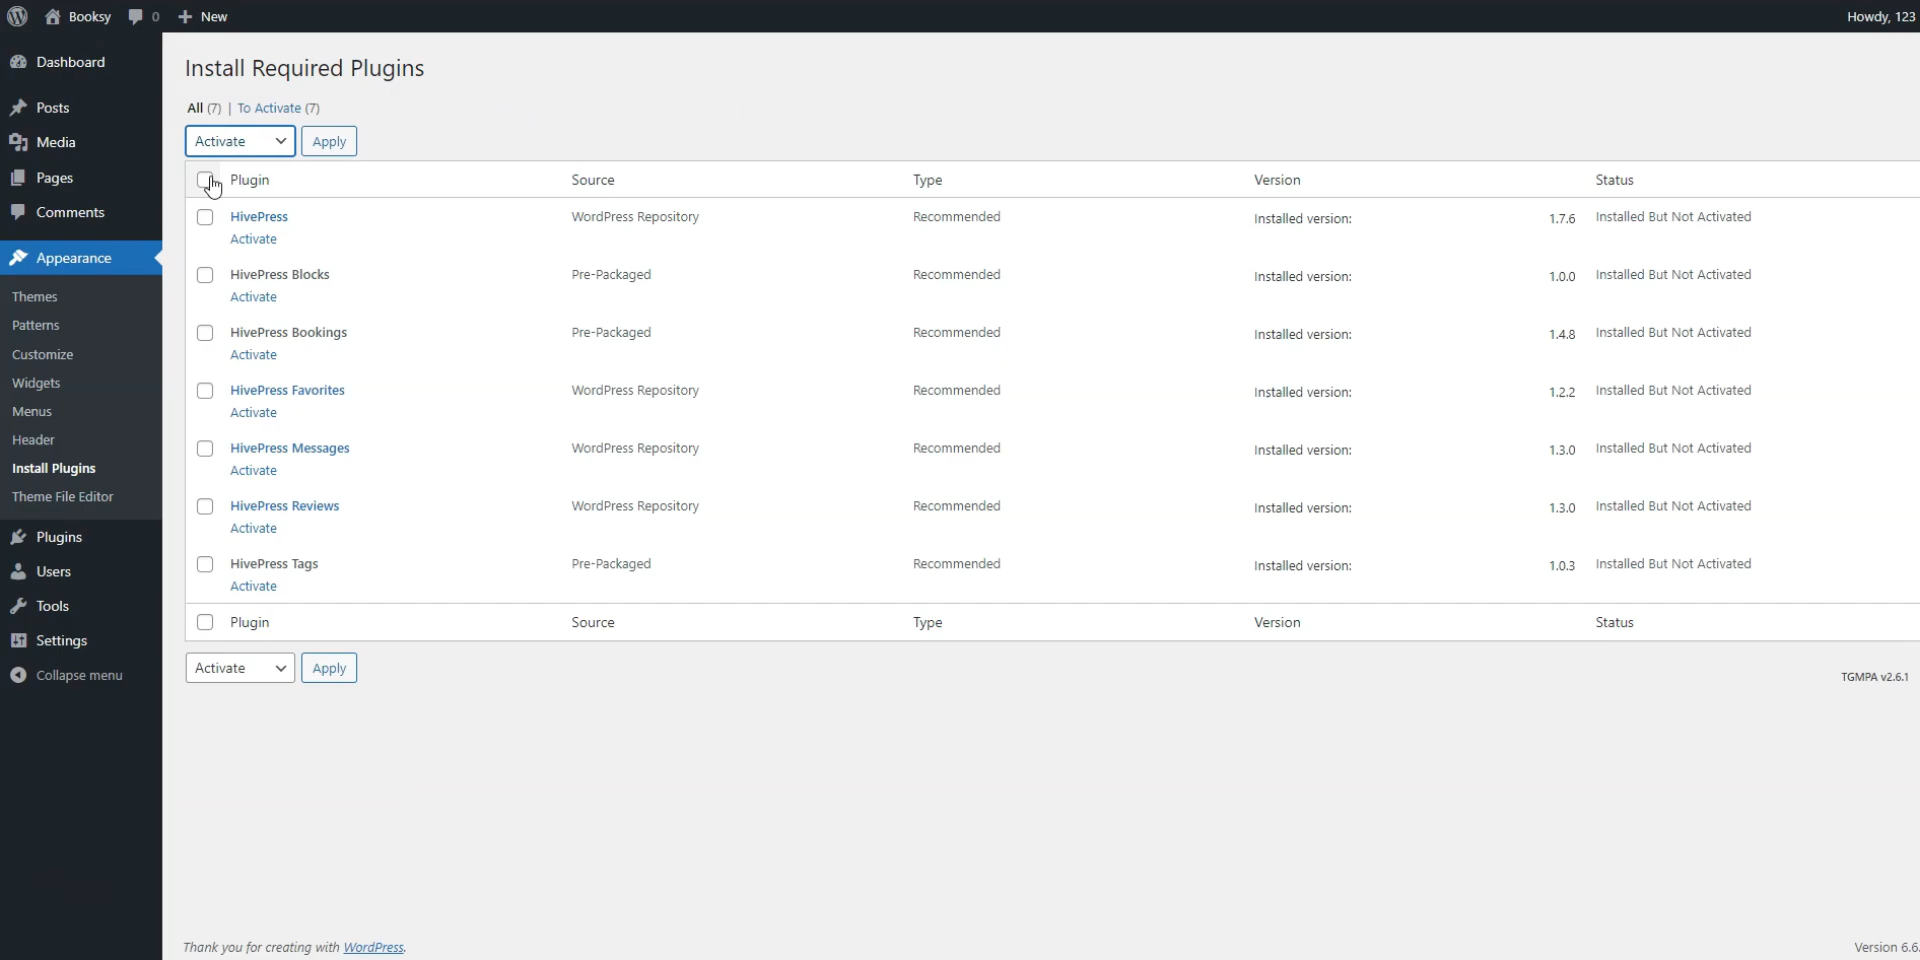 Booksy 0 New Howdy, 123
Dashboard
Posts
Media
Pages
Comments
Appearance
Themes
Patterns
Customize
Widgets
Menus
Header
Install Plugins
Theme File Editor
Plugins
Users
Tools
Settings
Collapse menu
Install Required Plugins
All (7) | To Activate (7)
Activate Apply
Plugin Source Type Version Status
HivePress WordPress Repository Recommended Installed version: 1.7.6 Installed But Not Activated
Activate
HivePress Blocks Pre-Packaged Recommended Installed version: 1.0.0 Installed But Not Activated
Activate
HivePress Bookings Pre-Packaged Recommended Installed version: 1.4.8 Installed But Not Activated
Activate
HivePress Favorites WordPress Repository Recommended Installed version: 1.2.2 Installed But Not Activated
Activate
HivePress Messages WordPress Repository Recommended Installed version: 1.3.0 Installed But Not Activated
Activate
HivePress Reviews WordPress Repository Recommended Installed version: 1.3.0 Installed But Not Activated
Activate
HivePress Tags Pre-Packaged Recommended Installed version: 1.0.3 Installed But Not Activated
Activate
Plugin Source Type Version Status
Activate Apply
TGMPA v2.6.1
Thank you for creating with WordPress. Version 6.6.